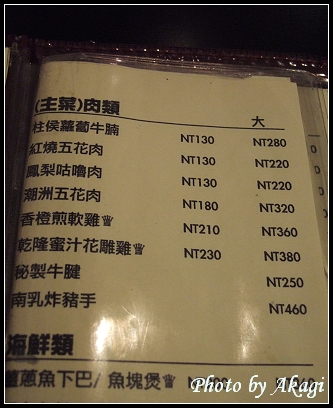 (主菜)肉類 大
柱侯蘿蔔牛腩 NT130 NT280
紅燒五花肉 NT130 NT220
鳳梨咕嚕肉 NT130 NT220
潮洲五花肉 NT180 NT320
香橙煎軟雞 NT210 NT360
乾隆蜜汁花雕雞 NT230 NT380
秘製牛腱 NT250
南乳炸豬手 NT460
海鮮類
薑蔥魚下巴/ 魚塊煲
Photo by Akagi